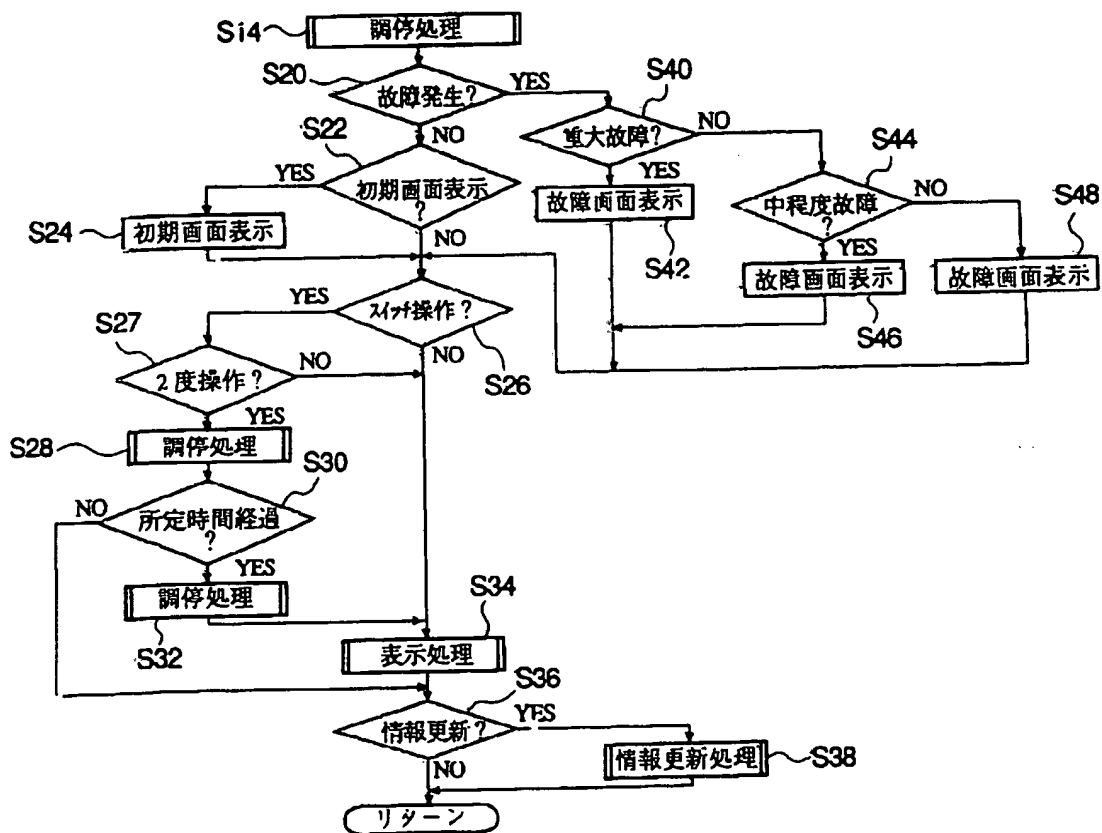 Si4
調停処理
S20
故障発生?
YES
S40
NO
重大故障?
NO
S22
YES
初期画面表示
?
YES
故障画面表示
S44
中程度故障
?
NO
S48
S24
初期画面表示
NO
S42
YES
故障画面表示
故障画面表示
S46
YES
スイッチ操作?
S27
NO
S26
2度操作?
NO
YES
S28
調停処理
S30
NO
所定時間経過
?
YES
調停処理
S34
S32
表示処理
S36
情報更新?
YES
NO
情報更新処理
S38
リターン